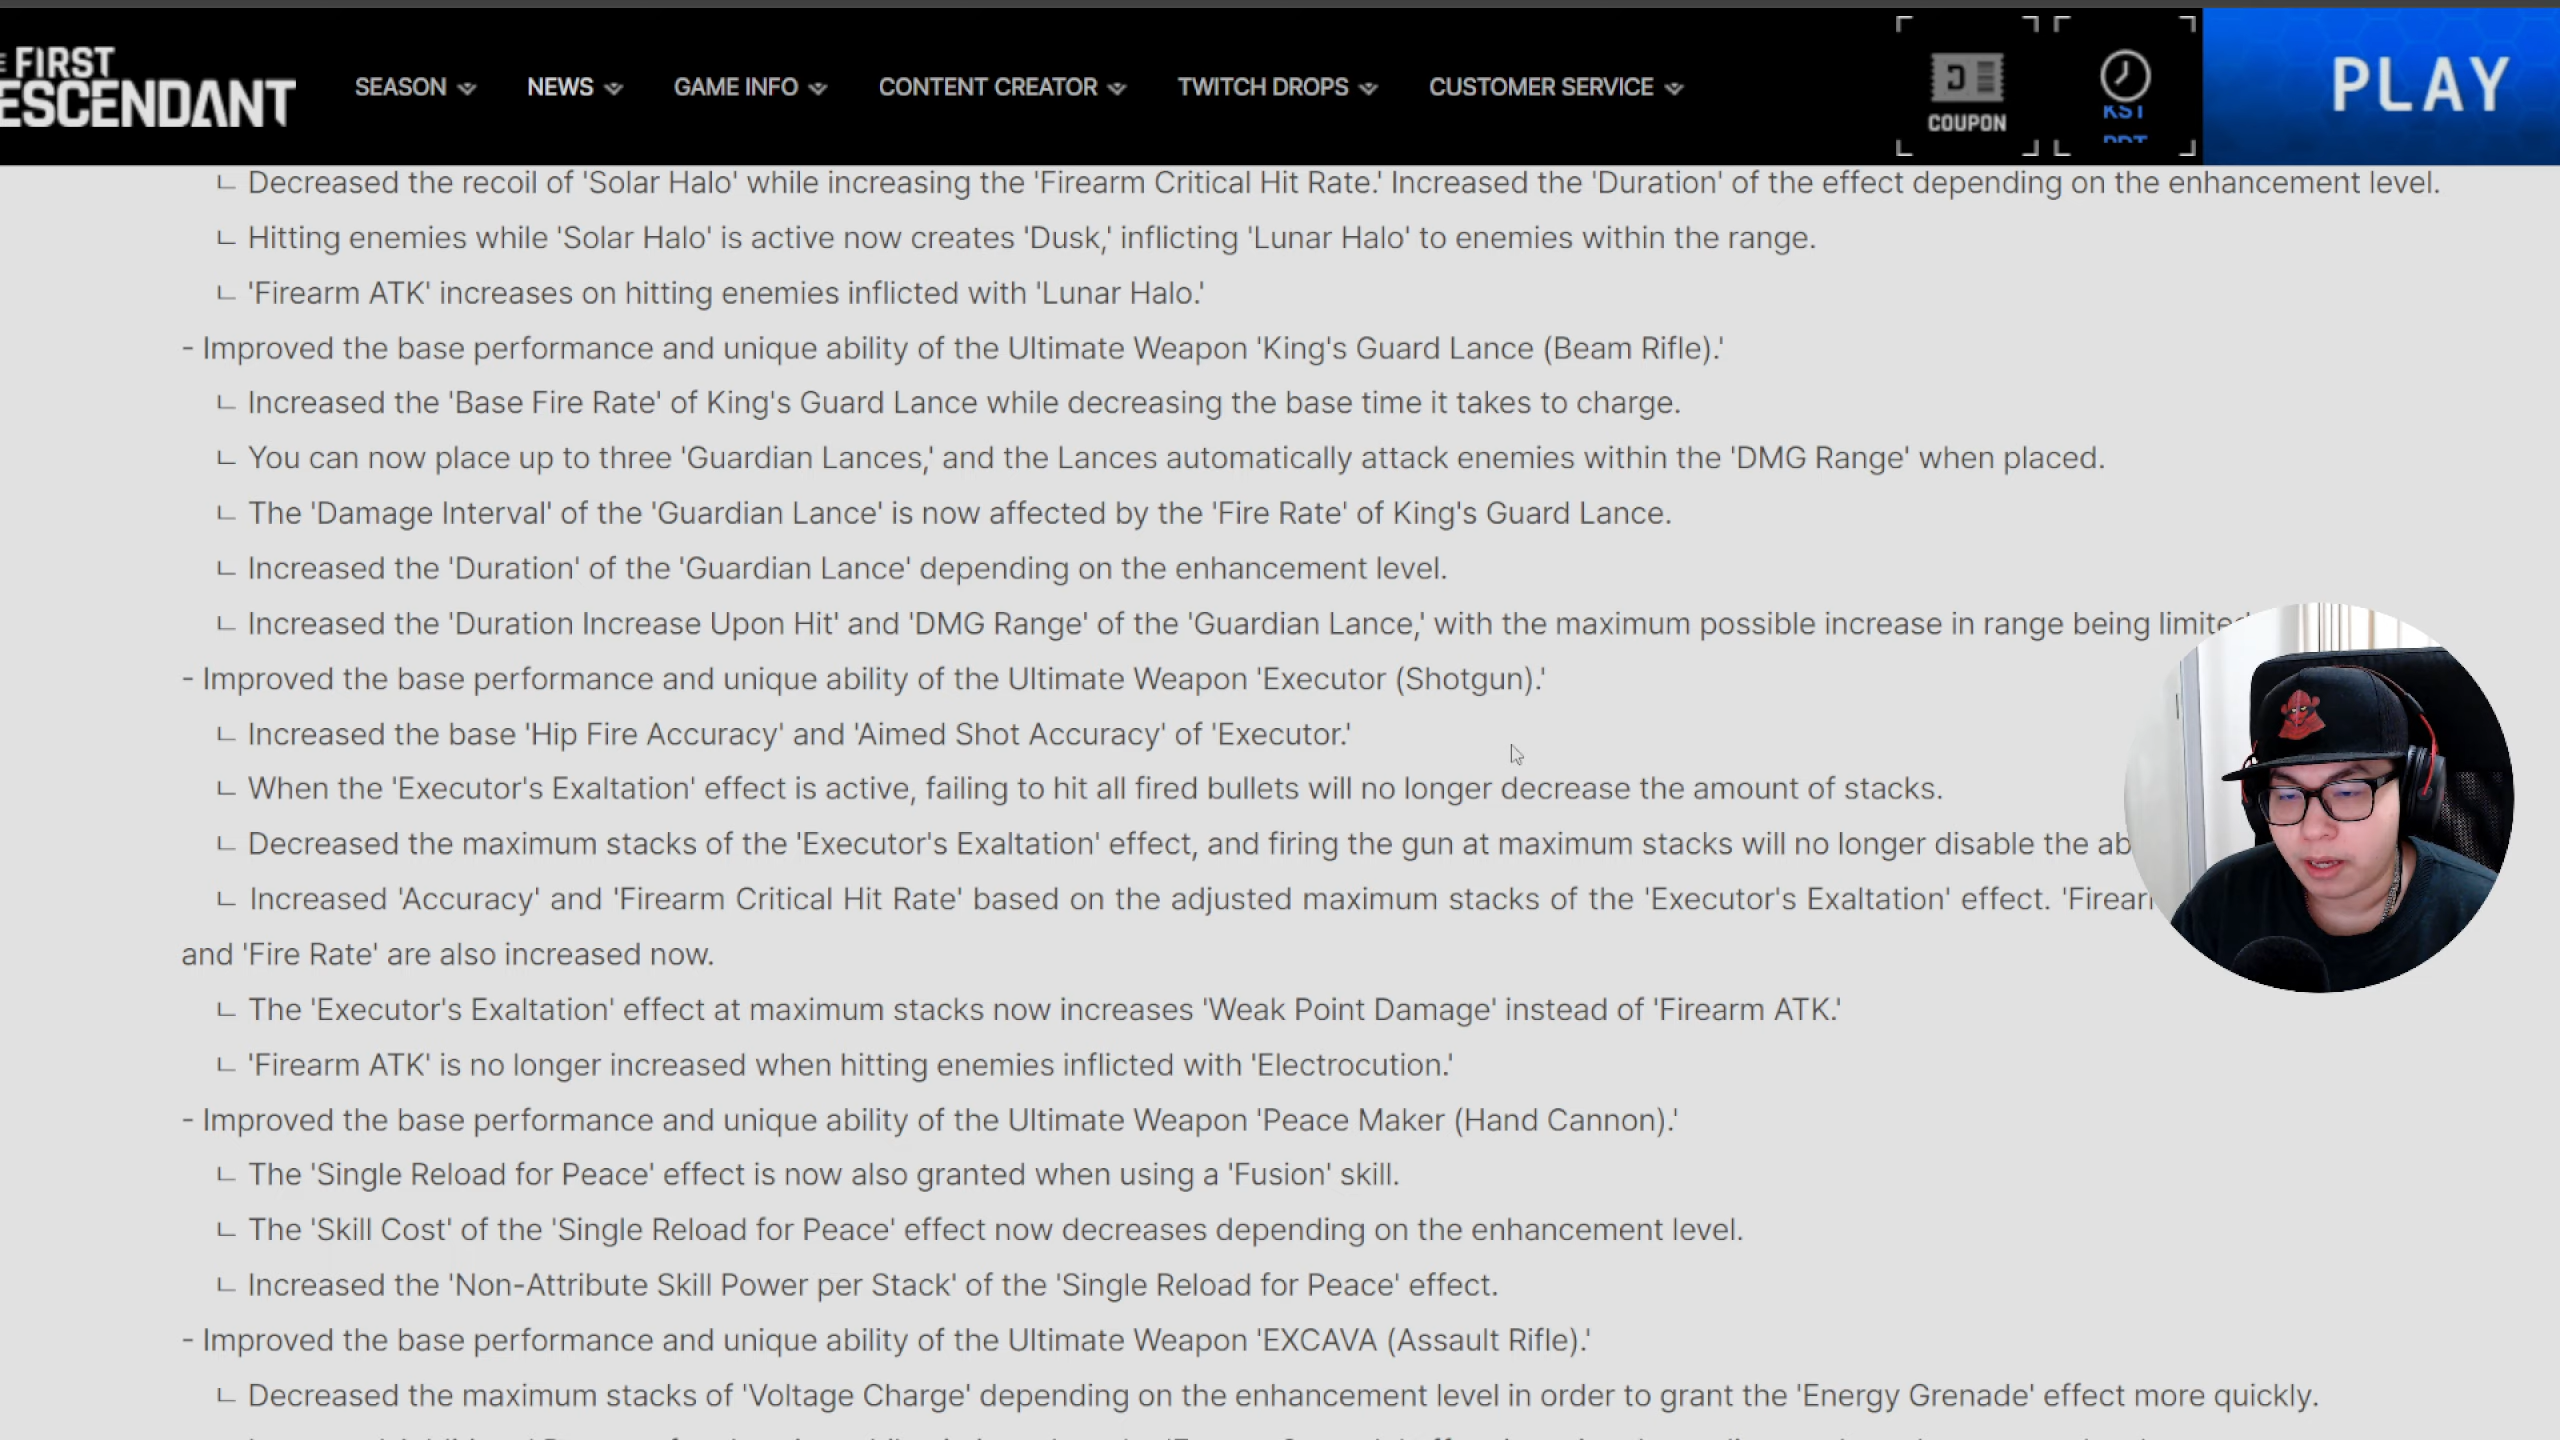 FIRST
ESCENDANT
SEASON
NEWS
GAME INFO
CONTENT CREATOR
TWITCH DROPS
CUSTOMER SERVICE
COUPON
KST
PLAY
ㄴ Decreased the recoil of 'Solar Halo' while increasing the 'Firearm Critical Hit Rate.' Increased the 'Duration' of the effect depending on the enhancement level.
ㄴ Hitting enemies while 'Solar Halo' is active now creates 'Dusk,' inflicting 'Lunar Halo' to enemies within the range.
ㄴ 'Firearm ATK' increases on hitting enemies inflicted with 'Lunar Halo.'
- Improved the base performance and unique ability of the Ultimate Weapon 'King's Guard Lance (Beam Rifle).'
ㄴ Increased the 'Base Fire Rate' of King's Guard Lance while decreasing the base time it takes to charge.
ㄴ You can now place up to three 'Guardian Lances,' and the Lances automatically attack enemies within the 'DMG Range' when placed.
ㄴ The 'Damage Interval' of the 'Guardian Lance' is now affected by the 'Fire Rate' of King's Guard Lance.
ㄴ Increased the 'Duration' of the 'Guardian Lance' depending on the enhancement level.
ㄴ Increased the 'Duration Increase Upon Hit' and 'DMG Range' of the 'Guardian Lance,' with the maximum possible increase in range being limited
- Improved the base performance and unique ability of the Ultimate Weapon 'Executor (Shotgun).'
ㄴ Increased the base 'Hip Fire Accuracy' and 'Aimed Shot Accuracy' of 'Executor.'
ㄴ When the 'Executor's Exaltation' effect is active, failing to hit all fired bullets will no longer decrease the amount of stacks.
ㄴ Decreased the maximum stacks of the 'Executor's Exaltation' effect, and firing the gun at maximum stacks will no longer disable the ab
ㄴ Increased 'Accuracy' and 'Firearm Critical Hit Rate' based on the adjusted maximum stacks of the 'Executor's Exaltation' effect. 'Firear
and 'Fire Rate' are also increased now.
ㄴ The 'Executor's Exaltation' effect at maximum stacks now increases 'Weak Point Damage' instead of 'Firearm ATK.'
ㄴ 'Firearm ATK' is no longer increased when hitting enemies inflicted with 'Electrocution.'
- Improved the base performance and unique ability of the Ultimate Weapon 'Peace Maker (Hand Cannon).'
ㄴ The 'Single Reload for Peace' effect is now also granted when using a 'Fusion' skill.
ㄴ The 'Skill Cost' of the 'Single Reload for Peace' effect now decreases depending on the enhancement level.
ㄴ Increased the 'Non-Attribute Skill Power per Stack' of the 'Single Reload for Peace' effect.
- Improved the base performance and unique ability of the Ultimate Weapon 'EXCAVA (Assault Rifle).'
ㄴ Decreased the maximum stacks of 'Voltage Charge' depending on the enhancement level in order to grant the 'Energy Grenade' effect more quickly.